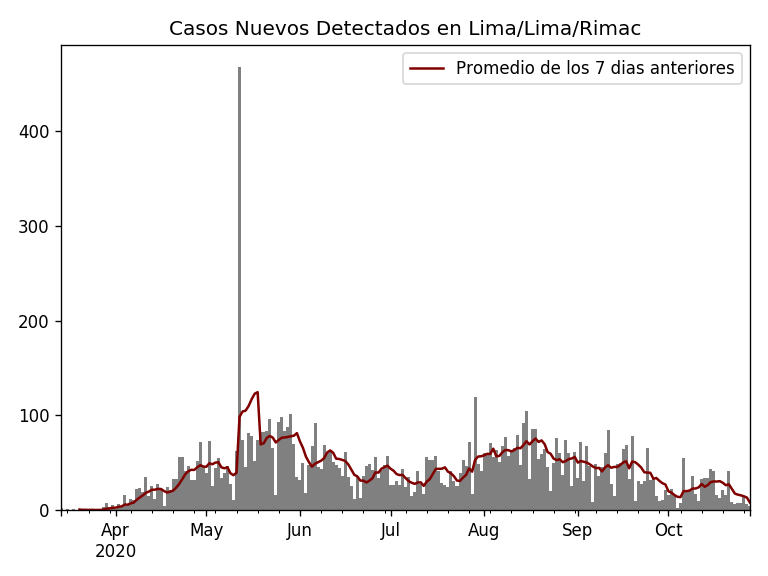 Casos Nuevos Detectados en Lima/Lima/Rimac
Promedio de los 7 dias anteriores
400
300
200
100
0
Apr May Jun Jul Aug Sep Oct
2020